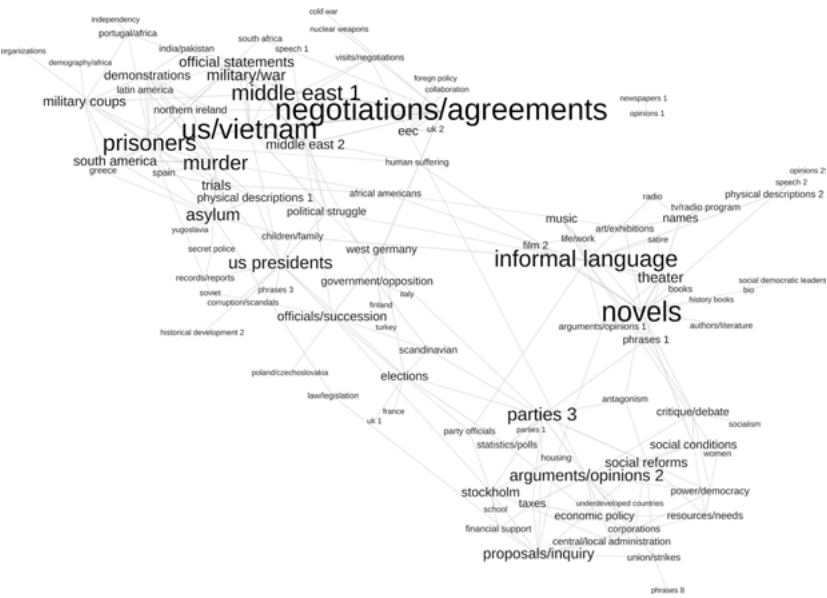 cold war
independency
nuclear weapons
portugal/africa
south africa
organizations
india/pakistan
speech 1
visits/negotiations
demography/africa
official statements
demonstrations
military/war
foregn policy
latin america
middle east 1
collaboration
military coups
newspapers 1
northern ireland
negotiations/agreements
opinions 1
us/vietnam
eec
uk 2
prisoners
middle east 2
south america
murder
human suffering
greece
spain
opinions 2
trials
speech 2
physical descriptions 1
african americans
radio
physical descriptions 2
tv/radio program
asylum
political struggle
music
names
yugoslavia
art/exhibitions
children/family
life/work
satire
secret police
west germany
film 2
us presidents
informal language
records/reports
government/opposition
theater
social democratic leaders
soviet
phrases 3
italy
books
bio
corruption/scandals
finland
history books
officials/succession
novels
historical development 2
turkey
arguments/opinions 1
authors/literature
phrases 1
scandinavian
poland/czechoslovakia
elections
law/legislation
antagonism
france
parties 3
critique/debate
uk 1
socialism
party officials
parties 1
statistics/polls
social conditions
women
housing
social reforms
arguments/opinions 2
stockholm
power/democracy
school
taxes
underdeveloped countries
economic policy
resources/needs
financial support
corporations
central/local administration
proposals/inquiry
union/strikes
phrases 8